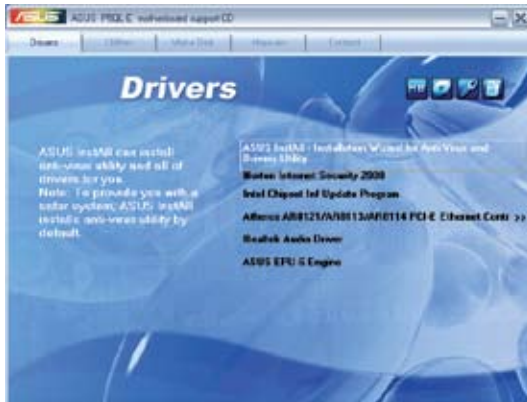 ASUS
ASUS P5QL-E motherboard support CD
Drivers
Utilities
Make Disk
Manuals
Contact
Drivers
ASUS InstAll can install
anti-virus utility and all of
drivers for you.
Note: To provide you with a
safer system, ASUS InstAll
installs anti-virus utility by
default.
ASUS InstAll - Installation Wizard for Anti-Virus and
Drivers Utility
Norton Internet Security 2008
Intel Chipset Inf Update Program
Atheros AR8121/AR8113/AR8114 PCI-E Ethernet Contr >>
Realtek Audio Driver
ASUS EPU-6 Engine